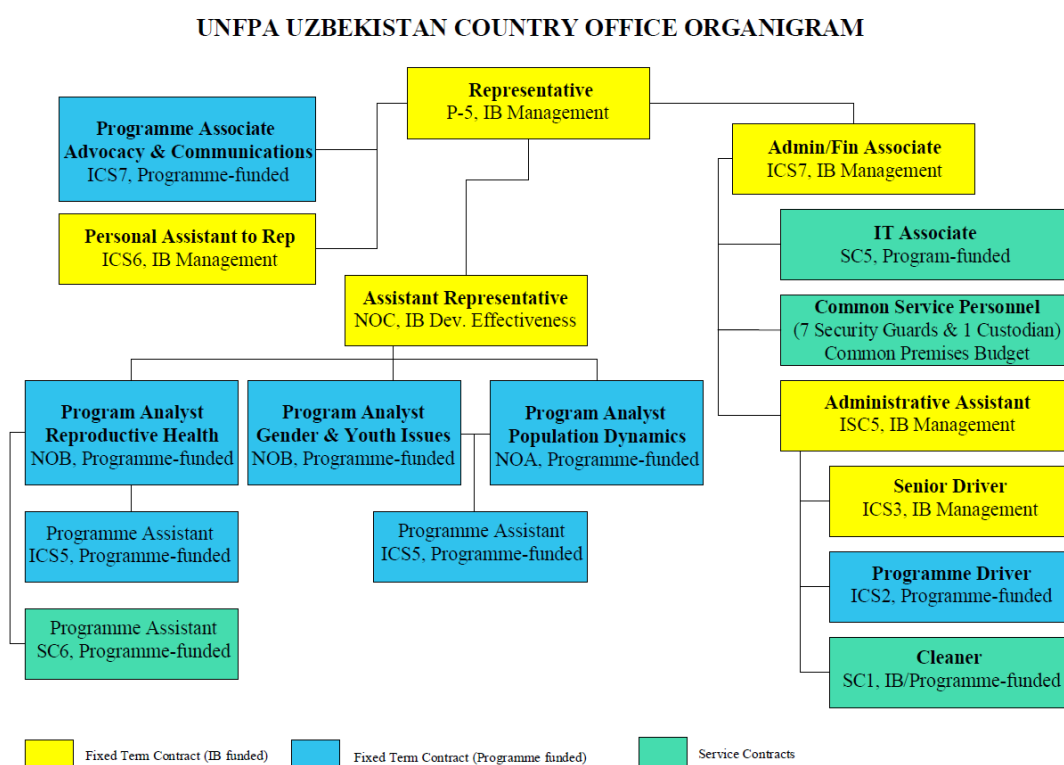 UNFPA UZBEKISTAN COUNTRY OFFICE ORGANIGRAM
Representative
P-5, IB Management
Programme Associate
Advocacy & Communications
ICS7, Programme-funded
Admin/Fin Associate
ICS7, IB Management
Personal Assistant to Rep
ICS6, IB Management
IT Associate
SC5, Program-funded
Assistant Representative
NOC, IB Dev. Effectiveness
Common Service Personnel
(7 Security Guards & 1 Custodian)
Common Premises Budget
Program Analyst
Reproductive Health
NOB, Programme-funded
Program Analyst
Gender & Youth Issues
NOB, Programme-funded
Program Analyst
Population Dynamics
NOA, Programme-funded
Administrative Assistant
ISC5, IB Management
Senior Driver
ICS3, IB Management
Programme Assistant
ICS5, Programme-funded
Programme Assistant
ICS5, Programme-funded
Programme Driver
ICS2, Programme-funded
Programme Assistant
SC6, Programme-funded
Cleaner
SC1, IB/Programme-funded
Fixed Term Contract (IB funded)
Fixed Term Contract (Programme funded)
Service Contracts